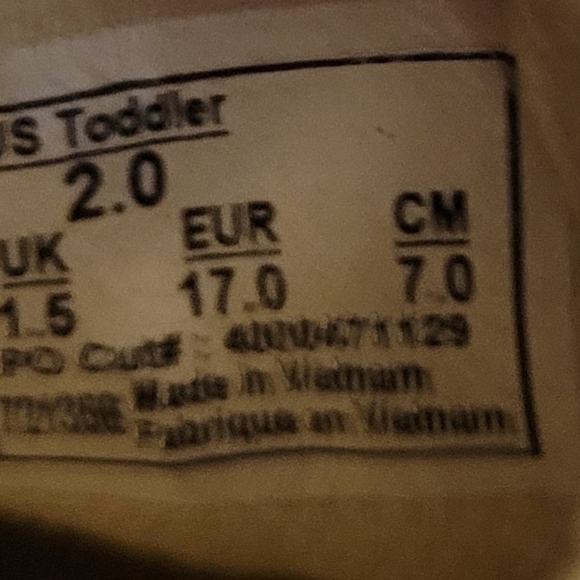 US Toddler
2.0
UK EUR CM
1.5 17.0 7.0
PO Cut# :
Made in Vietnam
Fabriqué en Vietnam